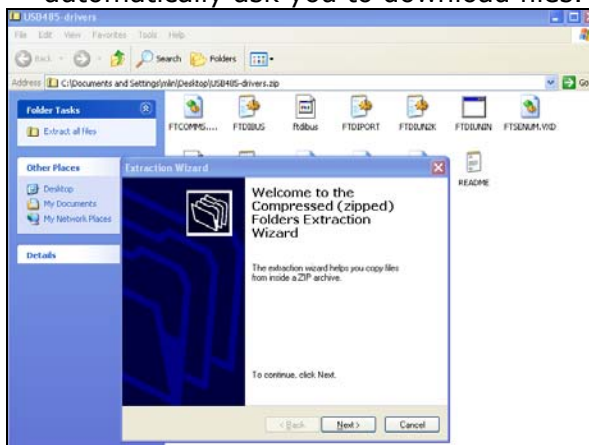 automatically ask you to download files.
USB485-drivers
File Edit View Favorites Tools Help
Back Search Folders
Address C:\Documents and Settings\mlin\Desktop\USB485-drivers.zip Go
Folder Tasks
Extract all files
FTCOMMS.... FTDIBUS ftdibus FTDIPORT FTDIUN2K FTDIUNIN FTSENUM.VXD
README
Other Places
Desktop
My Documents
My Network Places
Details
Extraction Wizard
Welcome to the
Compressed (zipped)
Folders Extraction
Wizard
The extraction wizard helps you copy files
from inside a ZIP archive.
To continue, click Next.
< Back Next > Cancel